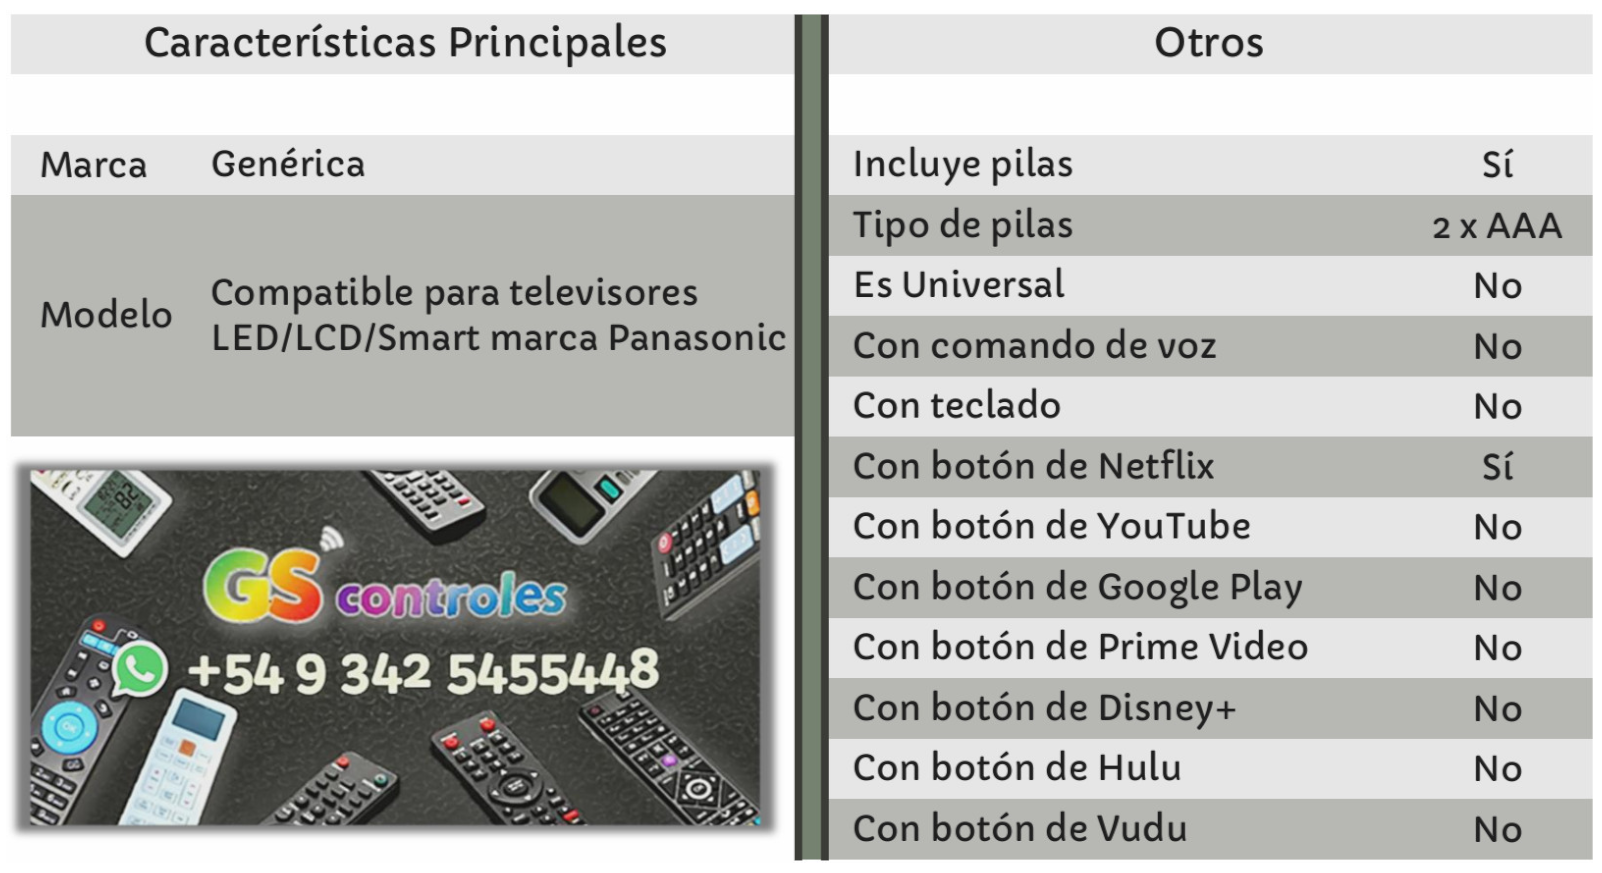 Características Principales
Marca Genérica
Modelo Compatible para televisores
LED/LCD/Smart marca Panasonic
GS controles
+54 9 342 5455448
Otros
Incluye pilas Sí
Tipo de pilas 2 x AAA
Es Universal No
Con comando de voz No
Con teclado No
Con botón de Netflix Sí
Con botón de YouTube No
Con botón de Google Play No
Con botón de Prime Video No
Con botón de Disney+ No
Con botón de Hulu No
Con botón de Vudu No